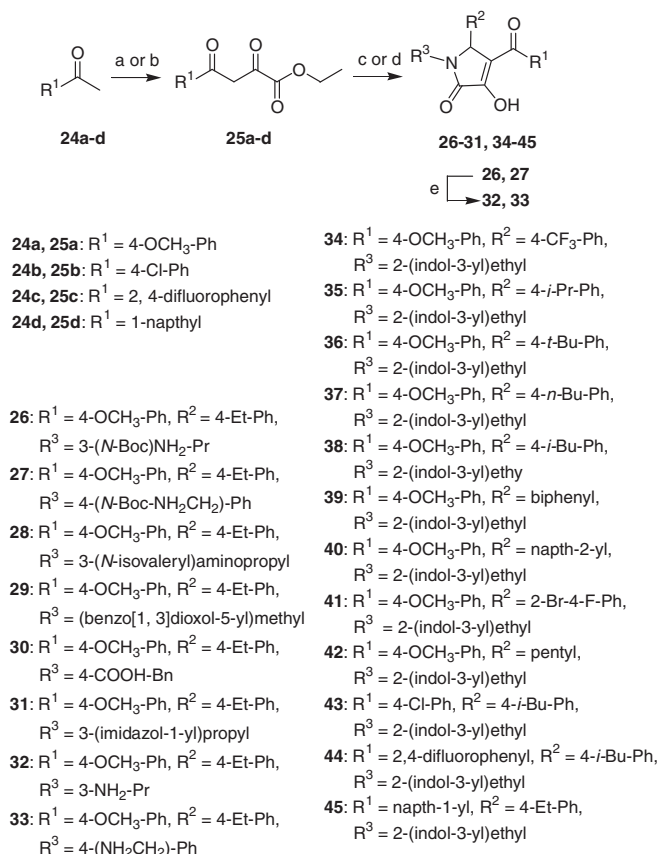 O
R¹
24a-d
a or b
O O
R¹ O
O
25a-d
c or d
R² O
R³ N R¹
O OH
26-31, 34-45
26, 27
e
32, 33
24a, 25a: R¹ = 4-OCH₃-Ph
24b, 25b: R¹ = 4-Cl-Ph
24c, 25c: R¹ = 2, 4-difluorophenyl
24d, 25d: R¹ = 1-napthyl
26: R¹ = 4-OCH₃-Ph, R² = 4-Et-Ph,
R³ = 3-(N-Boc)NH₂-Pr
27: R¹ = 4-OCH₃-Ph, R² = 4-Et-Ph,
R³ = 4-(N-Boc-NH₂CH₂)-Ph
28: R¹ = 4-OCH₃-Ph, R² = 4-Et-Ph,
R³ = 3-(N-isovaleryl)aminopropyl
29: R¹ = 4-OCH₃-Ph, R² = 4-Et-Ph,
R³ = (benzo[1, 3]dioxol-5-yl)methyl
30: R¹ = 4-OCH₃-Ph, R² = 4-Et-Ph,
R³ = 4-COOH-Bn
31: R¹ = 4-OCH₃-Ph, R² = 4-Et-Ph,
R³ = 3-(imidazol-1-yl)propyl
32: R¹ = 4-OCH₃-Ph, R² = 4-Et-Ph,
R³ = 3-NH₂-Pr
33: R¹ = 4-OCH₃-Ph, R² = 4-Et-Ph,
R³ = 4-(NH₂CH₂)-Ph
34: R¹ = 4-OCH₃-Ph, R² = 4-CF₃-Ph,
R³ = 2-(indol-3-yl)ethyl
35: R¹ = 4-OCH₃-Ph, R² = 4-i-Pr-Ph,
R³ = 2-(indol-3-yl)ethyl
36: R¹ = 4-OCH₃-Ph, R² = 4-t-Bu-Ph,
R³ = 2-(indol-3-yl)ethyl
37: R¹ = 4-OCH₃-Ph, R² = 4-n-Bu-Ph,
R³ = 2-(indol-3-yl)ethyl
38: R¹ = 4-OCH₃-Ph, R² = 4-i-Bu-Ph,
R³ = 2-(indol-3-yl)ethy
39: R¹ = 4-OCH₃-Ph, R² = biphenyl,
R³ = 2-(indol-3-yl)ethyl
40: R¹ = 4-OCH₃-Ph, R² = napth-2-yl,
R³ = 2-(indol-3-yl)ethyl
41: R¹ = 4-OCH₃-Ph, R² = 2-Br-4-F-Ph,
R³ = 2-(indol-3-yl)ethyl
42: R¹ = 4-OCH₃-Ph, R² = pentyl,
R³ = 2-(indol-3-yl)ethyl
43: R¹ = 4-Cl-Ph, R² = 4-i-Bu-Ph,
R³ = 2-(indol-3-yl)ethyl
44: R¹ = 2,4-difluorophenyl, R² = 4-i-Bu-Ph,
R³ = 2-(indol-3-yl)ethyl
45: R¹ = napth-1-yl, R² = 4-Et-Ph,
R³ = 2-(indol-3-yl)ethyl